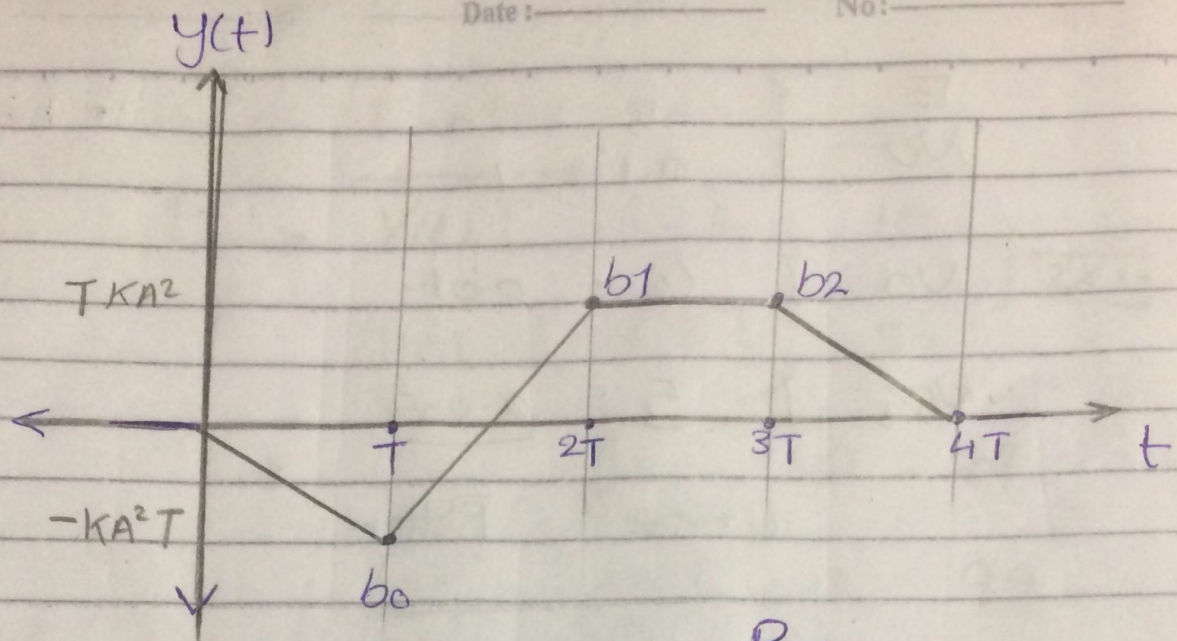 Date: No:
y(t)
b1 b2
TKA²
T 2T 3T 4T t
-KA²T
b0